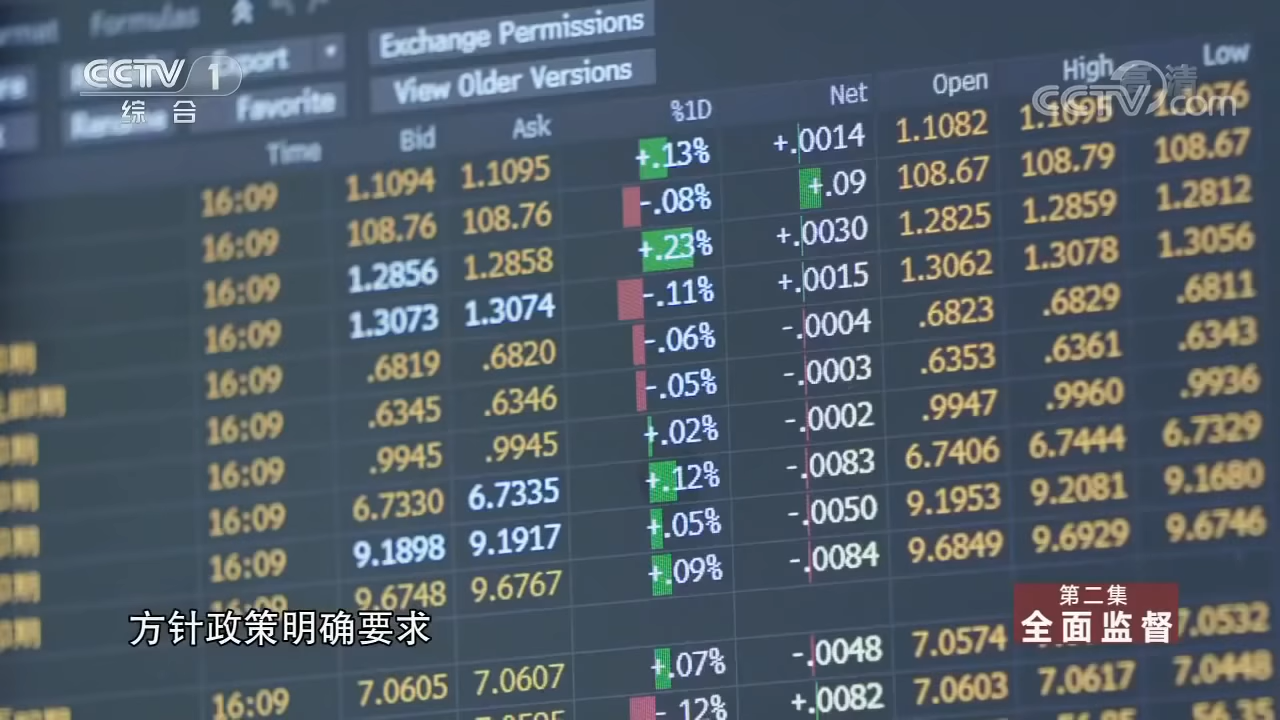 Formulas
Export
Exchange Permissions
Favorite
View Older Versions
CCTV 1
综合
高清
CCTV.com
Time Bid Ask %1D Net Open High Low
16:09 1.1094 1.1095 +.13% +.0014 1.1082 1.1095 1.1076
16:09 108.76 108.76 -.08% +.09 108.67 108.79 108.67
16:09 1.2856 1.2858 +.23% +.0030 1.2825 1.2859 1.2812
16:09 1.3073 1.3074 -.11% +.0015 1.3062 1.3078 1.3056
16:09 .6819 .6820 -.06% -.0004 .6823 .6829 .6811
16:09 .6345 .6346 -.05% -.0003 .6353 .6361 .6343
16:09 .9945 .9945 +.02% -.0002 .9947 .9960 .9936
16:09 6.7330 6.7335 +.12% -.0083 6.7406 6.7444 6.7329
16:09 9.1898 9.1917 +.05% -.0050 9.1953 9.2081 9.1680
9.6748 9.6767 +.09% -.0084 9.6849 9.6929 9.6746
16:09 7.0605 7.0607 +.07% -.0048 7.0574 7.0532
-.12% +.0082 7.0603 7.0617 7.0448
方针政策明确要求
第二集
全面监督